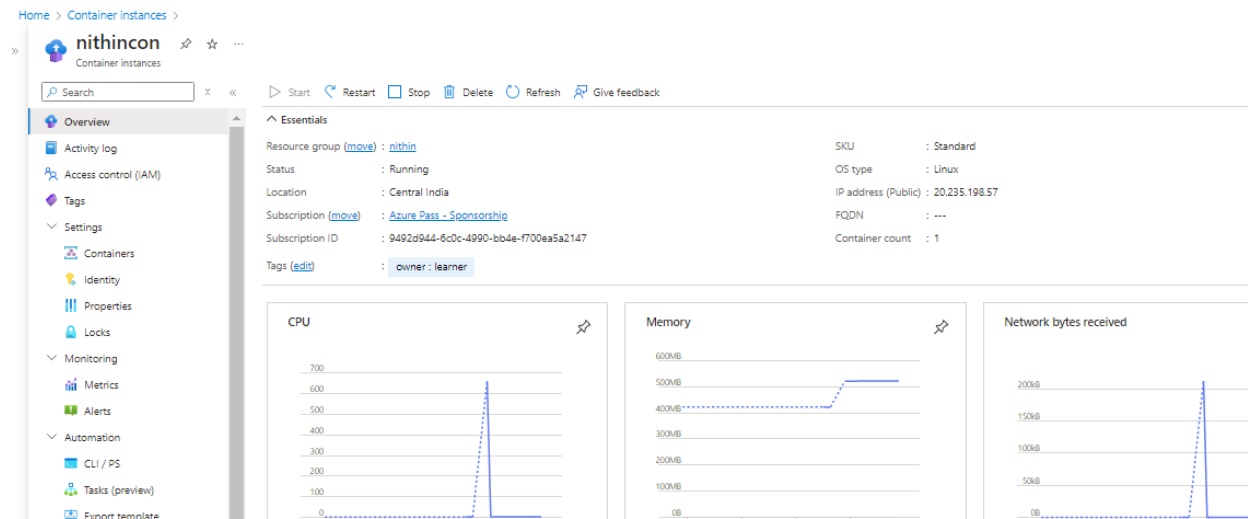 Home > Container instances >
»
nithincon
...
Container instances
Search
«
Overview
Activity log
Access control (IAM)
Tags
Settings
Containers
Identity
Properties
Locks
Monitoring
Metrics
Alerts
Automation
CLI / PS
Tasks (preview)
Export template
Start Restart Stop Delete Refresh Give feedback
Essentials
Resource group (move) : nithin
Status : Running
Location : Central India
Subscription (move) : Azure Pass - Sponsorship
Subscription ID : 9492d944-6c0c-4990-bb4e-f700ea5a2147
Tags (edit) : owner : learner
SKU : Standard
OS type : Linux
IP address (Public) : 20.235.198.57
FQDN : ---
Container count : 1
CPU
700
600
500
400
300
200
100
0
Memory
600MB
500MB
400MB
300MB
200MB
100MB
0B
Network bytes received
200kB
150kB
100kB
50kB
0B